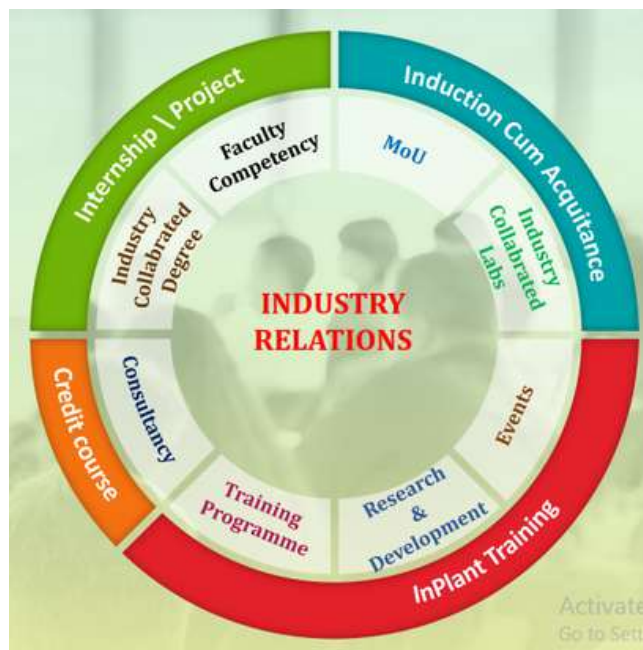 Internship \ Project
Induction Cum Acquitance
Faculty
Competency
MoU
Industry
Collabrated
Degree
Industry
Collabrated
Labs
INDUSTRY
RELATIONS
Credit course
Consultancy
Events
Training
Programme
Research
&
Development
InPlant Training
Activate
Go to Sett